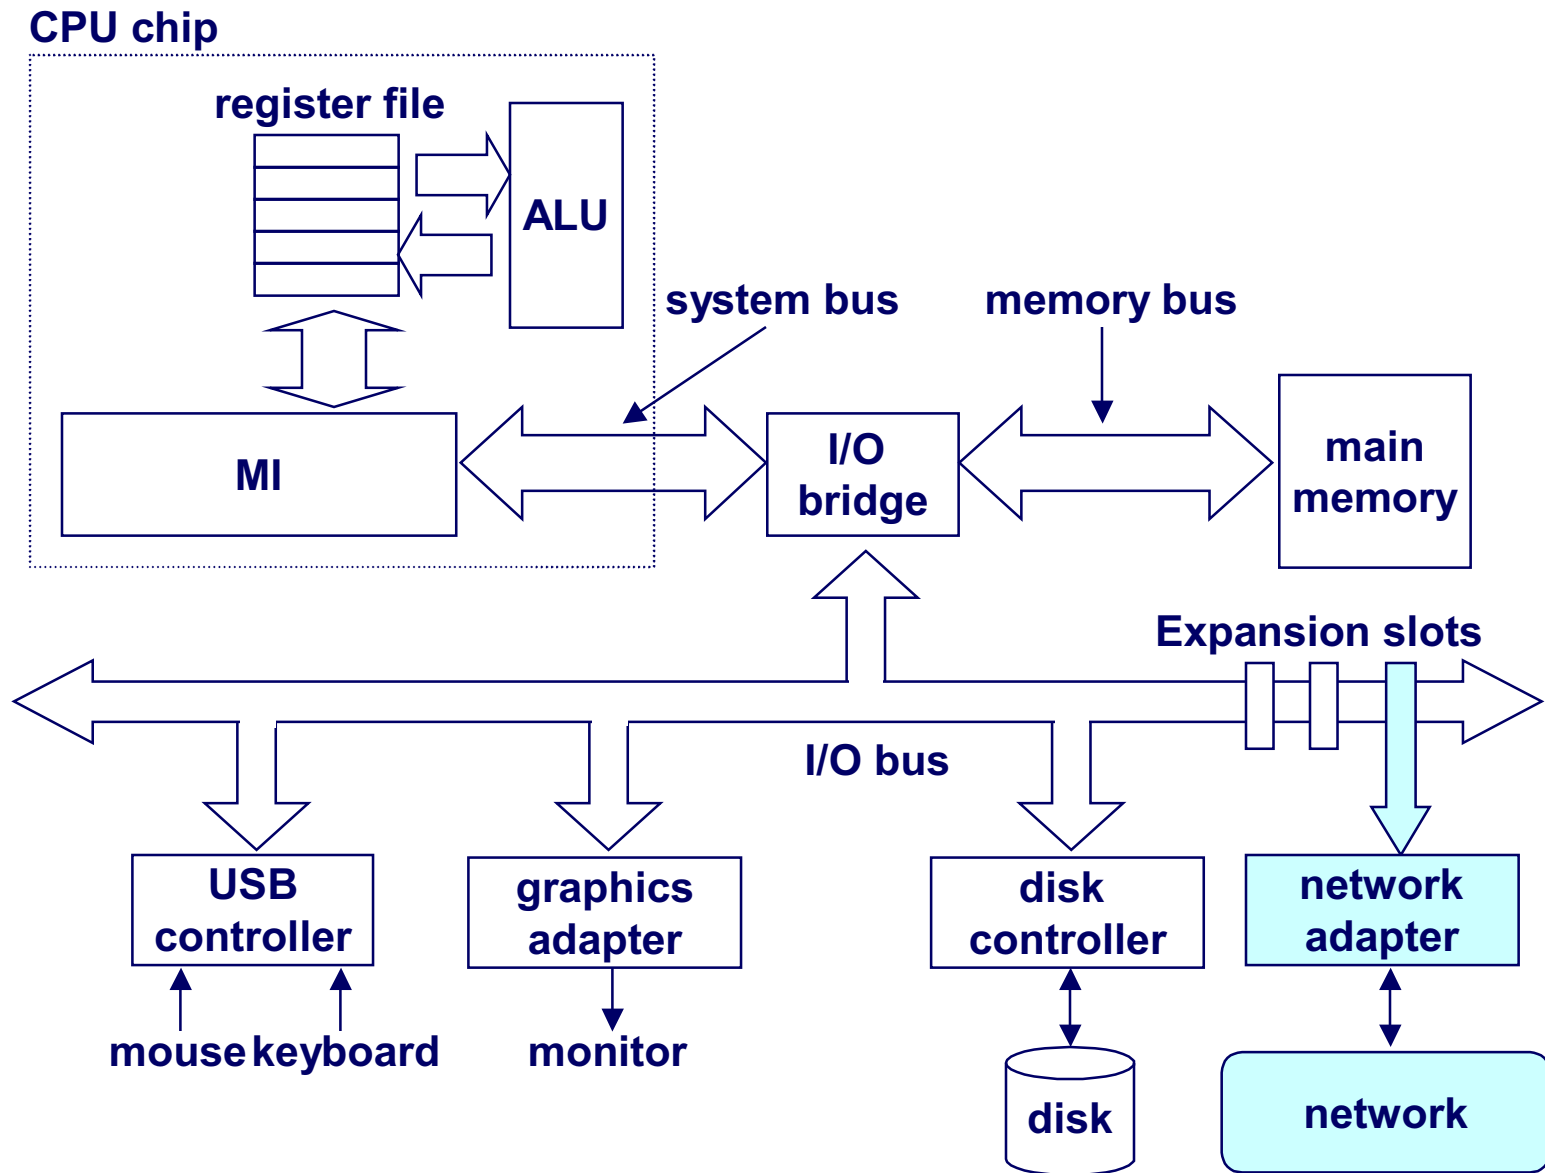 CPU chip
register file
ALU
system bus
memory bus
MI
I/O
bridge
main
memory
Expansion slots
I/O bus
USB
controller
graphics
adapter
disk
controller
network
adapter
mouse
keyboard
monitor
disk
network